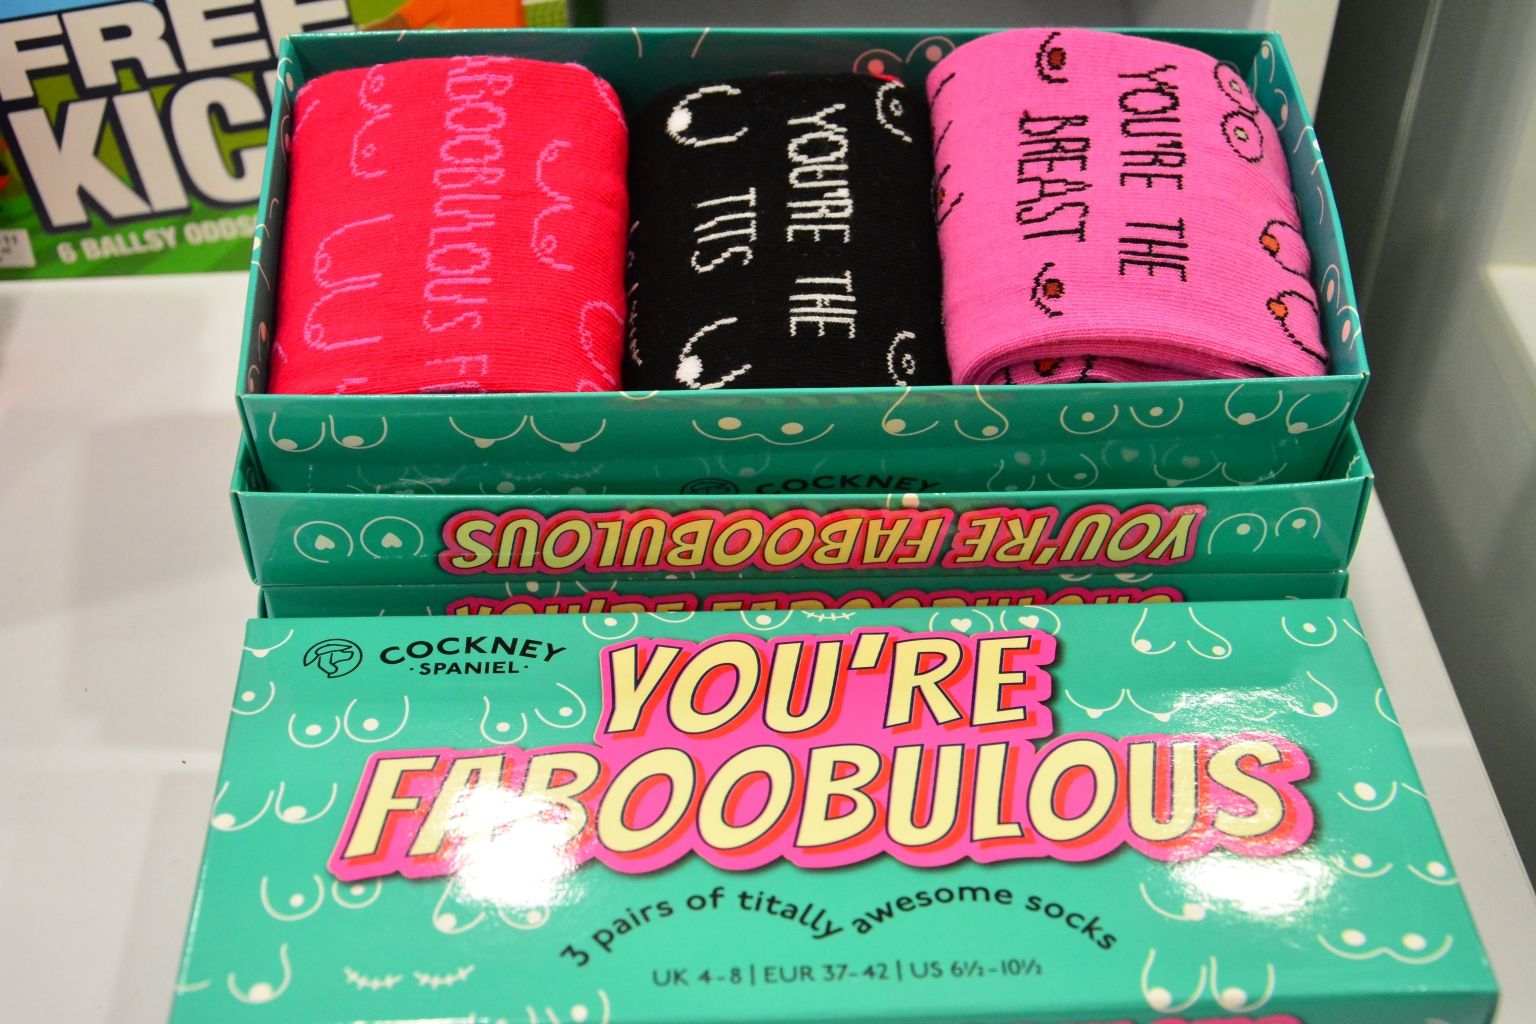 FREE
KIC
6 BALLSY ODDS
BOOBULOUS
YOU'RE THE
TITS
YOU'RE THE
BREAST
COCKNEY
YOU'RE FABOOBULOUS
COCKNEY
·SPANIEL·
YOU'RE
FABOOBULOUS
3 pairs of titally awesome socks
UK 4-8 | EUR 37-42 | US 6½-10½